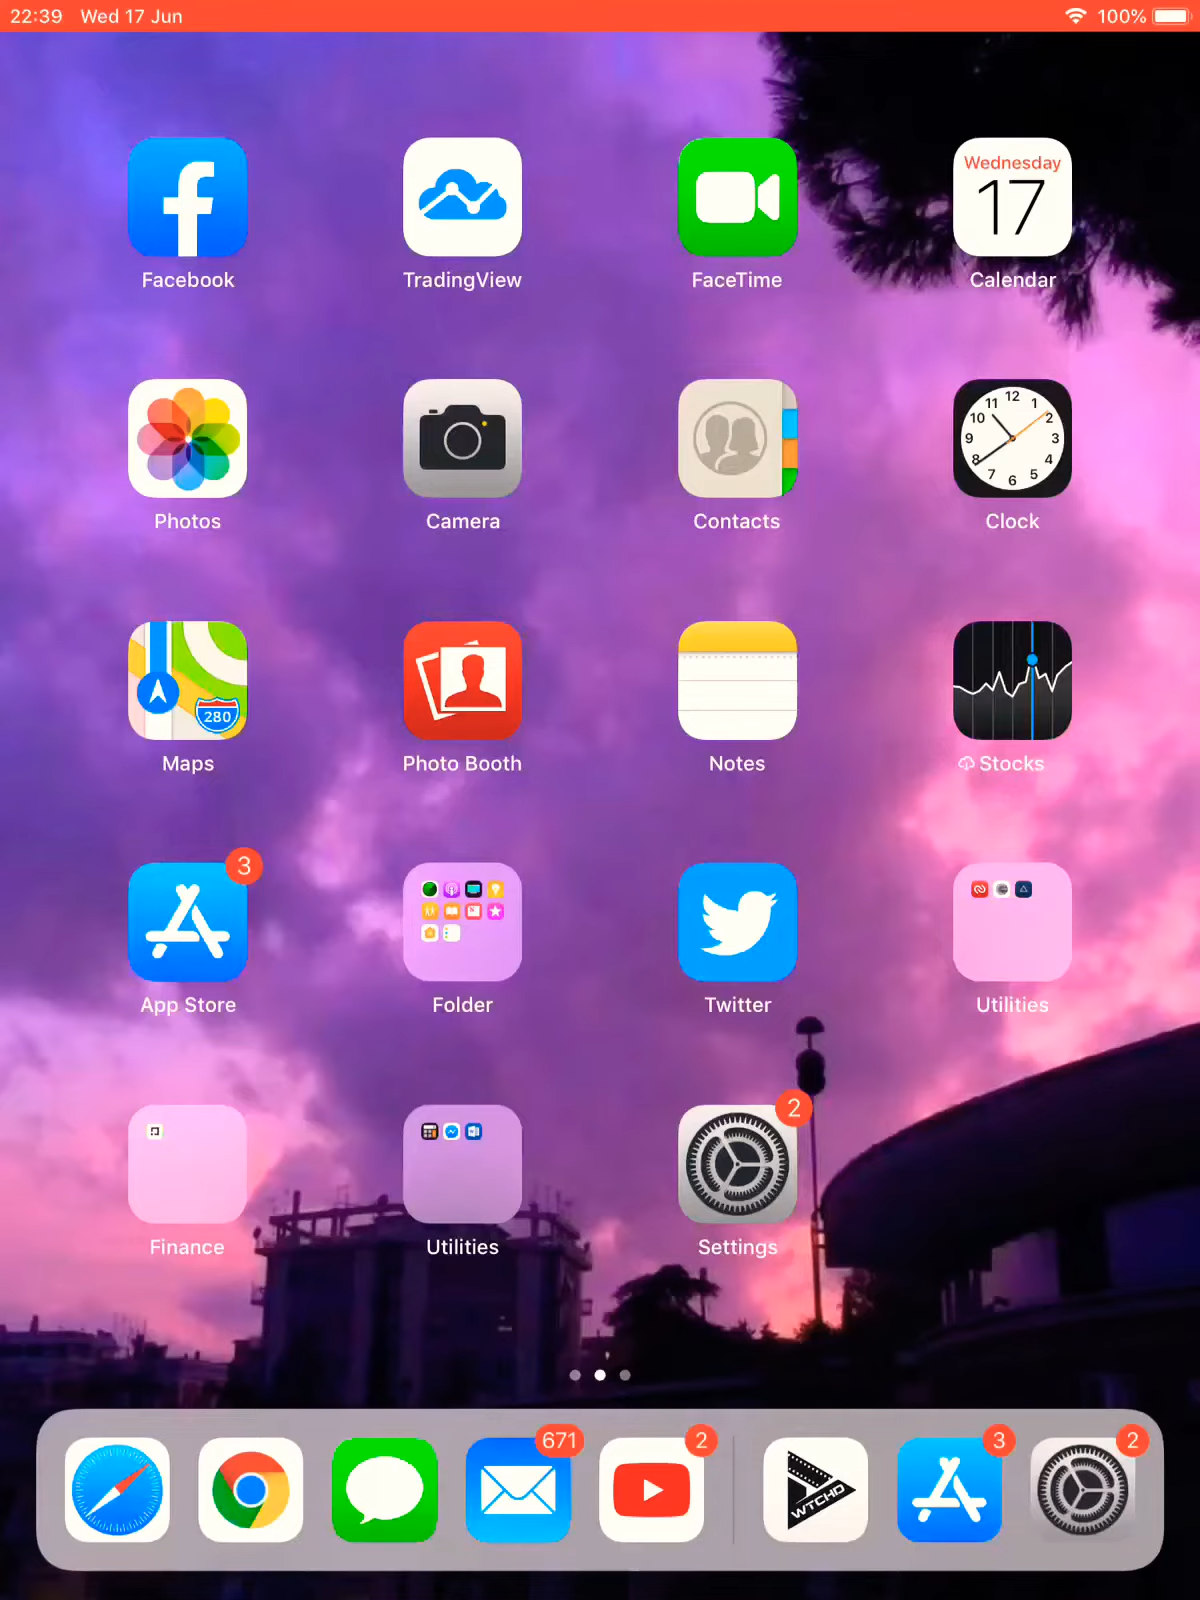 22:39 Wed 17 Jun
100%
Wednesday
17
Facebook
TradingView
FaceTime
Calendar
12
11 1
10 2
9 3
8 4
7 5
6
Photos
Camera
Contacts
Clock
280
Maps
Photo Booth
Notes
Stocks
3
App Store
Folder
Twitter
Utilities
2
Finance
Utilities
Settings
671
2
3
2
WTCHD